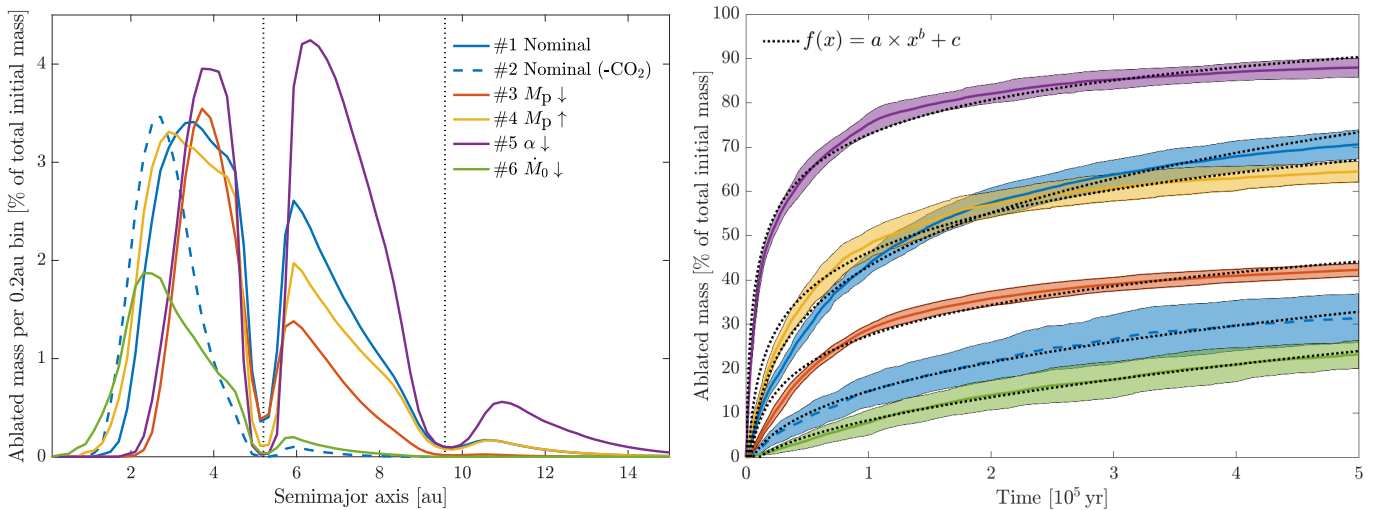 Ablated mass per 0.2au bin [% of total initial mass]
4
3
2
1
0
2
4
6
8
10
12
14
Semimajor axis [au]
#1 Nominal
#2 Nominal (-CO₂)
#3 Mₚ ↓
#4 Mₚ ↑
#5 α ↓
#6 Ṁ₀ ↓
Ablated mass [% of total initial mass]
100
90
80
70
60
50
40
30
20
10
0
0
1
2
3
4
5
Time [10⁵ yr]
f(x) = a × xᵇ + c